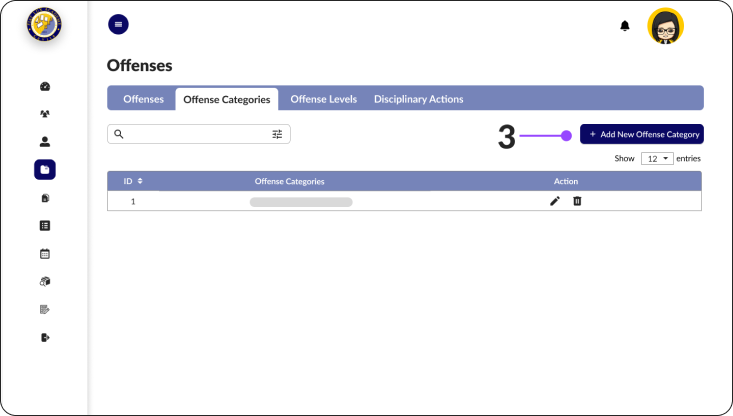 Offenses
Offenses Offense Categories Offense Levels Disciplinary Actions
3 + Add New Offense Category
Show 12 entries
ID Offense Categories Action
1